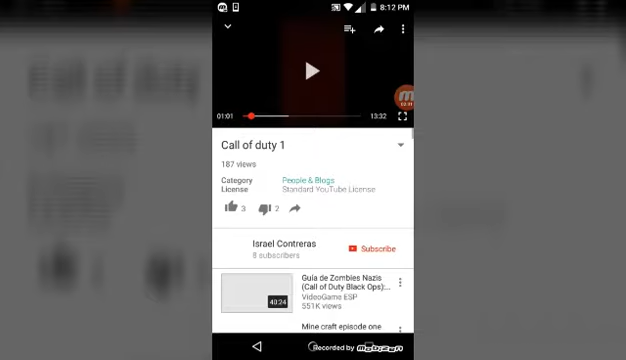 8:12 PM
01:01
13:32
Call of duty 1
187 views
Category People & Blogs
License Standard YouTube License
3 2
Israel Contreras
8 subscribers
Subscribe
Guia de Zombies Nazis
(Call of Duty Black Ops):...
VideoGame ESP
551K views
40:24
Mine craft episode one
Recorded by mobizen